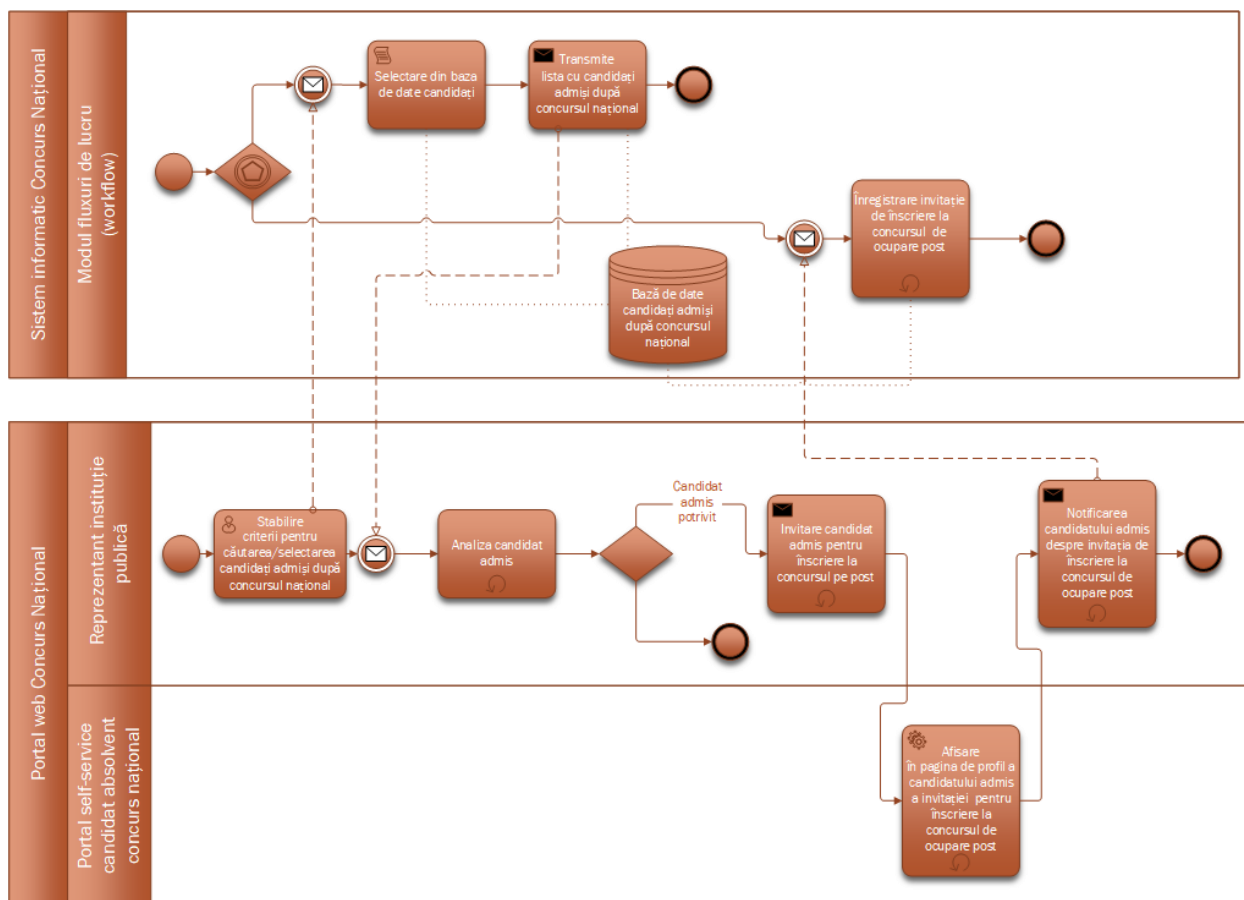 Sistem informatic Concurs Național
Modul fluxuri de lucru
(workflow)
Selectare din baza
de date candidați
Transmite
lista cu candidați
admiși după
concursul național
Înregistrare invitație
de înscriere la
concursul de
ocupare post
Bază de date
candidați admiși
după concursul
național
Portal web Concurs Național
Reprezentant instituție
publică
Stabilire
criterii pentru
căutarea/selectarea
candidați admiși după
concursul național
Analiza candidat
admis
Candidat
admis
potrivit
Invitare candidat
admis pentru
înscriere la
concursul pe post
Notificarea
candidatului admis
despre invitația de
înscriere la
concursul de
ocupare post
Portal self-service
candidat absolvent
concurs național
Afisare
în pagina de profil a
candidatului admis
a invitației pentru
înscriere la
concursul de
ocupare post